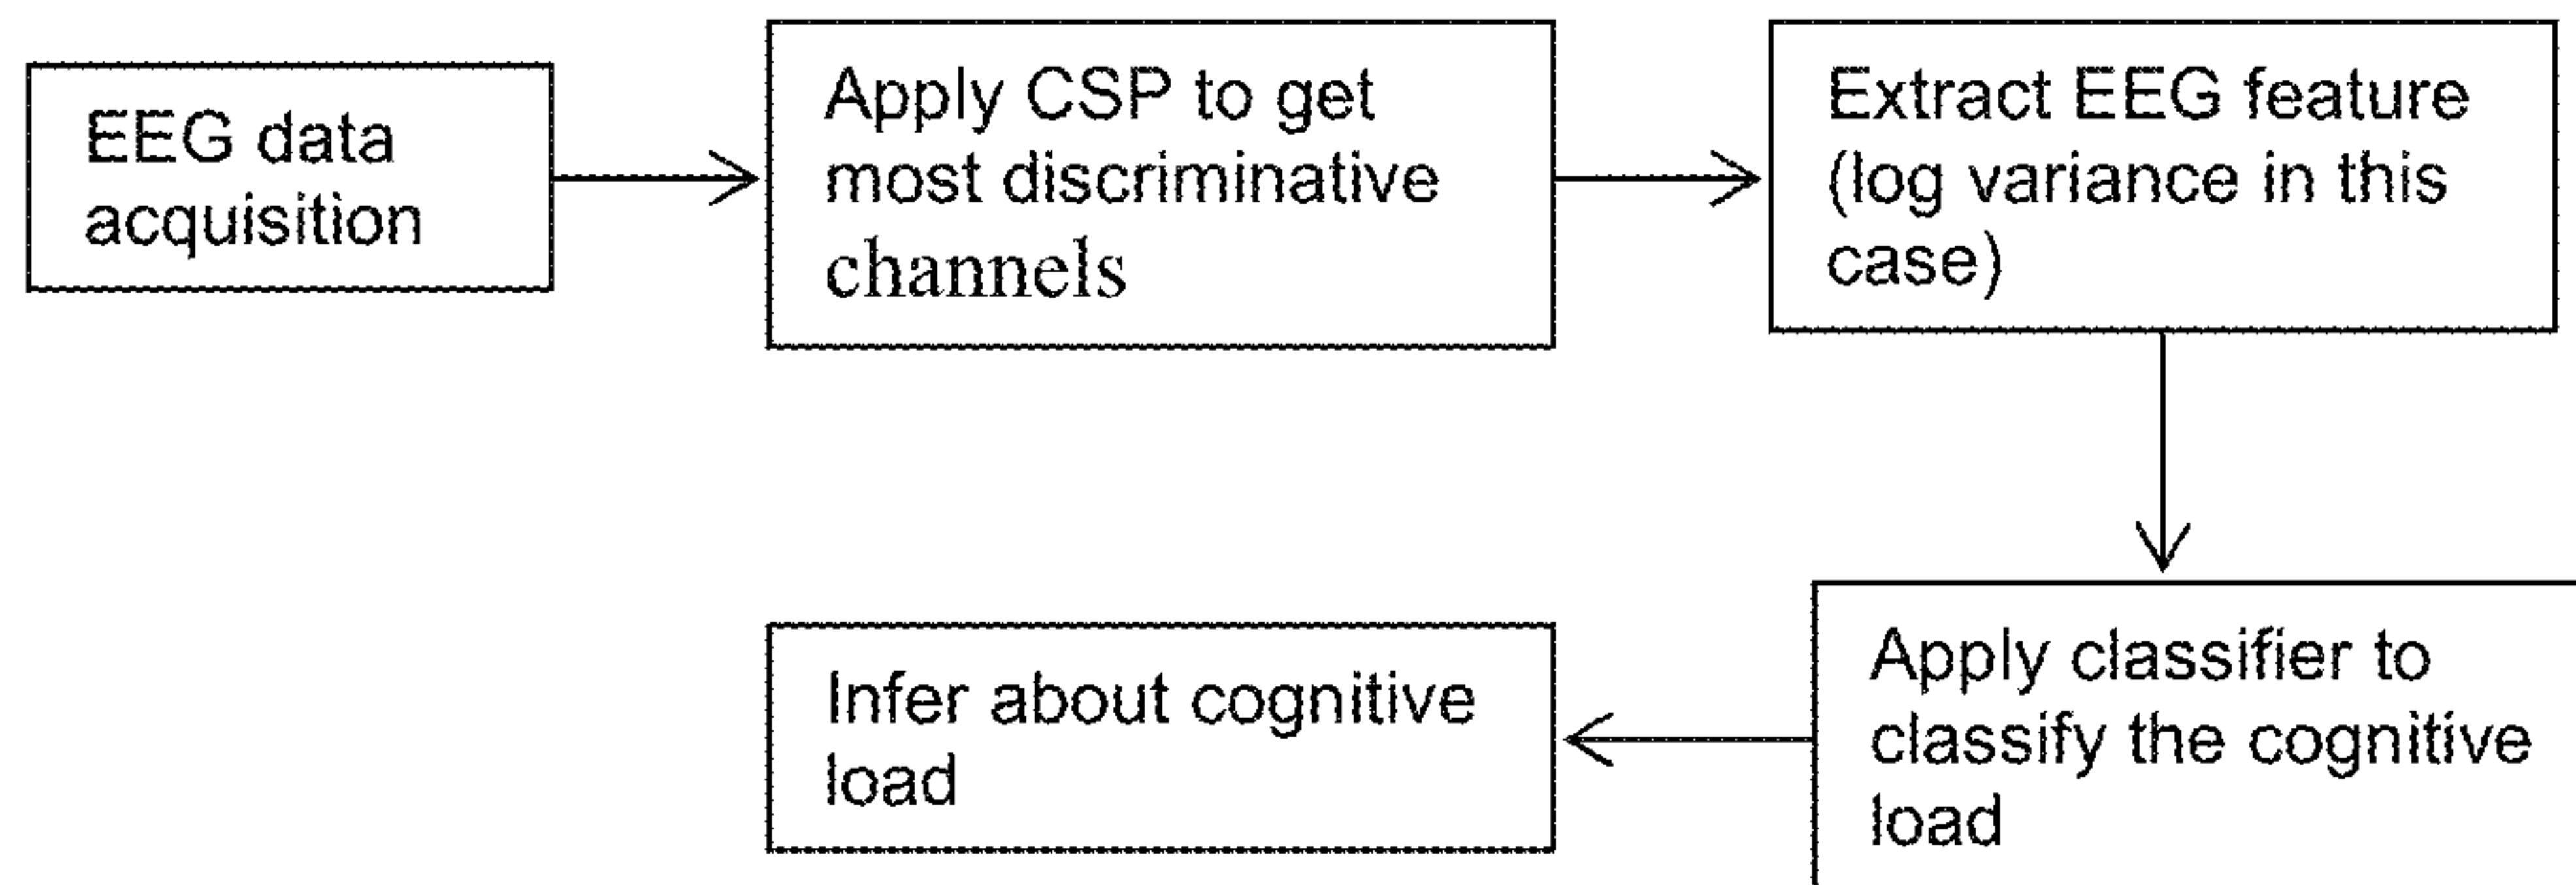 EEG data
acquisition
Apply CSP to get
most discriminative
channels
Extract EEG feature
(log variance in this
case)
Apply classifier to
classify the cognitive
load
Infer about cognitive
load